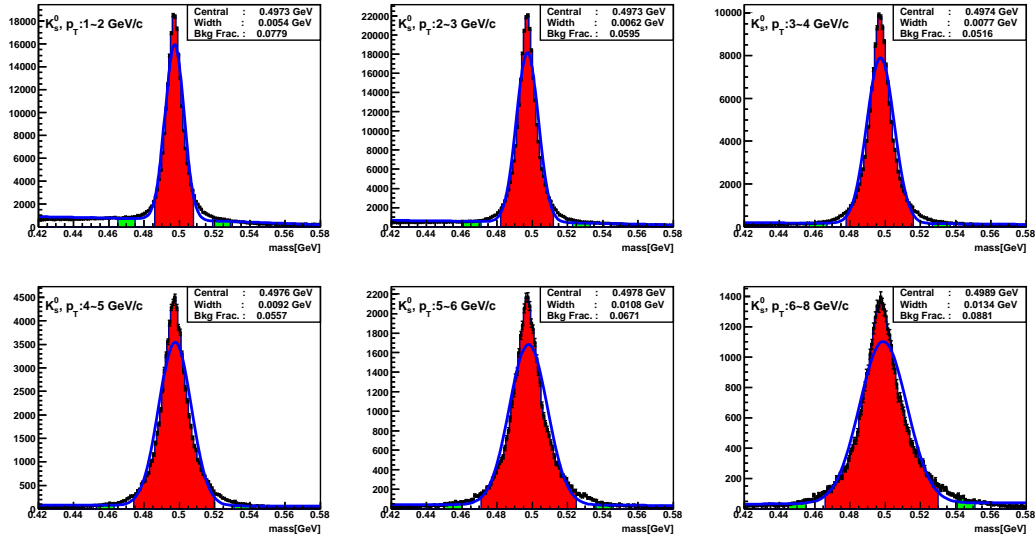 K⁰ₛ, p_T:1~2 GeV/c
Central : 0.4973 GeV
Width : 0.0054 GeV
Bkg Frac. : 0.0779
18000
16000
14000
12000
10000
8000
6000
4000
2000
0
0.42 0.44 0.46 0.48 0.5 0.52 0.54 0.56 0.58
mass[GeV]
K⁰ₛ, p_T:2~3 GeV/c
Central : 0.4973 GeV
Width : 0.0062 GeV
Bkg Frac. : 0.0595
22000
20000
18000
16000
14000
12000
10000
8000
6000
4000
2000
0
0.42 0.44 0.46 0.48 0.5 0.52 0.54 0.56 0.58
mass[GeV]
K⁰ₛ, p_T:3~4 GeV/c
Central : 0.4974 GeV
Width : 0.0077 GeV
Bkg Frac. : 0.0516
10000
8000
6000
4000
2000
0
0.42 0.44 0.46 0.48 0.5 0.52 0.54 0.56 0.58
mass[GeV]
K⁰ₛ, p_T:4~5 GeV/c
Central : 0.4976 GeV
Width : 0.0092 GeV
Bkg Frac. : 0.0557
4500
4000
3500
3000
2500
2000
1500
1000
500
0
0.42 0.44 0.46 0.48 0.5 0.52 0.54 0.56 0.58
mass[GeV]
K⁰ₛ, p_T:5~6 GeV/c
Central : 0.4978 GeV
Width : 0.0108 GeV
Bkg Frac. : 0.0671
2200
2000
1800
1600
1400
1200
1000
800
600
400
200
0
0.42 0.44 0.46 0.48 0.5 0.52 0.54 0.56 0.58
mass[GeV]
K⁰ₛ, p_T:6~8 GeV/c
Central : 0.4989 GeV
Width : 0.0134 GeV
Bkg Frac. : 0.0881
1400
1200
1000
800
600
400
200
0
0.42 0.44 0.46 0.48 0.5 0.52 0.54 0.56 0.58
mass[GeV]